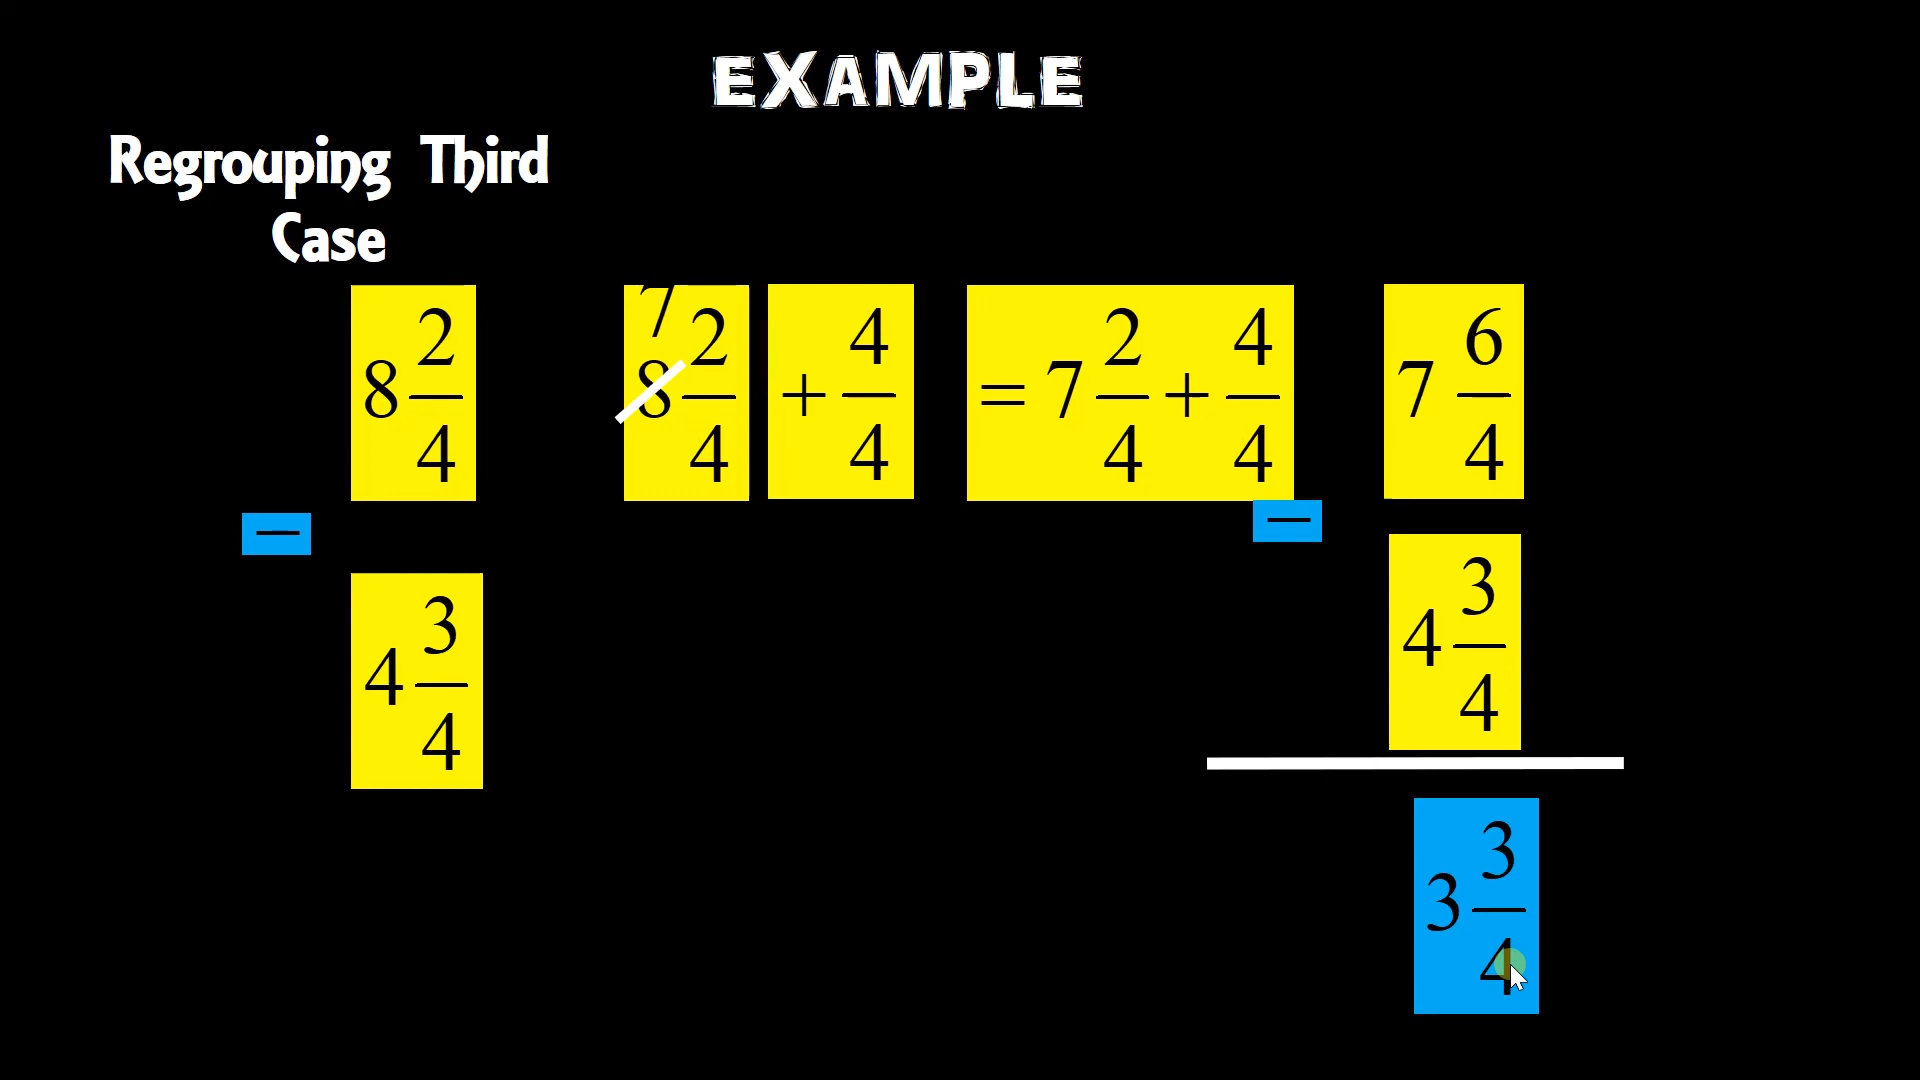 EXAMPLE
Regrouping Third
Case
8 2/4
7 8 2/4 + 4/4 = 7 2/4 + 4/4
7 6/4
−
4 3/4
−
4 3/4
3 3/4